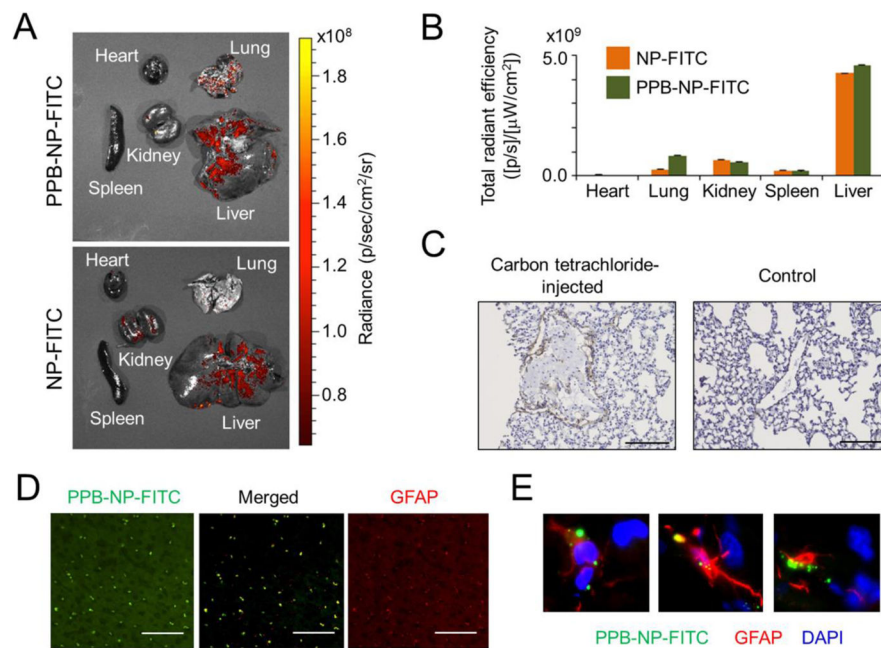 A
PPB-NP-FITC
Heart
Lung
Kidney
Spleen
Liver
NP-FITC
Heart
Lung
Kidney
Spleen
Liver
x10⁸
1.8
1.6
1.4
1.2
1.0
0.8
Radiance (p/sec/cm²/sr)
B
x10⁹
5.0
0.0
Total radiant efficiency
([p/s]/[µW/cm²])
NP-FITC
PPB-NP-FITC
Heart Lung Kidney Spleen Liver
C
Carbon tetrachloride-
injected
Control
D
PPB-NP-FITC Merged GFAP
E
PPB-NP-FITC GFAP DAPI